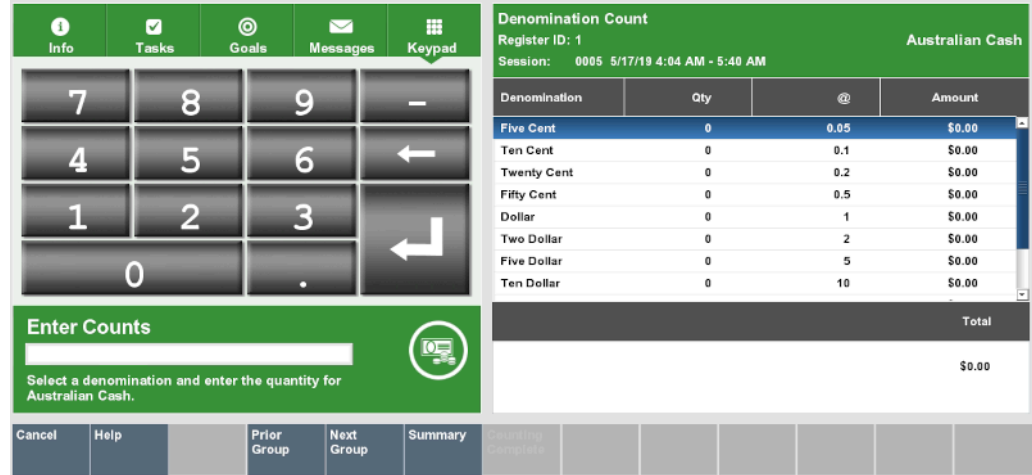 Info Tasks Goals Messages Keypad
7 8 9 -
4 5 6
1 2 3
0 .
Enter Counts
Select a denomination and enter the quantity for
Australian Cash.
Denomination Count
Register ID: 1 Australian Cash
Session: 0005 5/17/19 4:04 AM - 5:40 AM
Denomination Qty @ Amount
Five Cent 0 0.05 $0.00
Ten Cent 0 0.1 $0.00
Twenty Cent 0 0.2 $0.00
Fifty Cent 0 0.5 $0.00
Dollar 0 1 $0.00
Two Dollar 0 2 $0.00
Five Dollar 0 5 $0.00
Ten Dollar 0 10 $0.00
Total
$0.00
Cancel Help Prior Group Next Group Summary Counting Complete